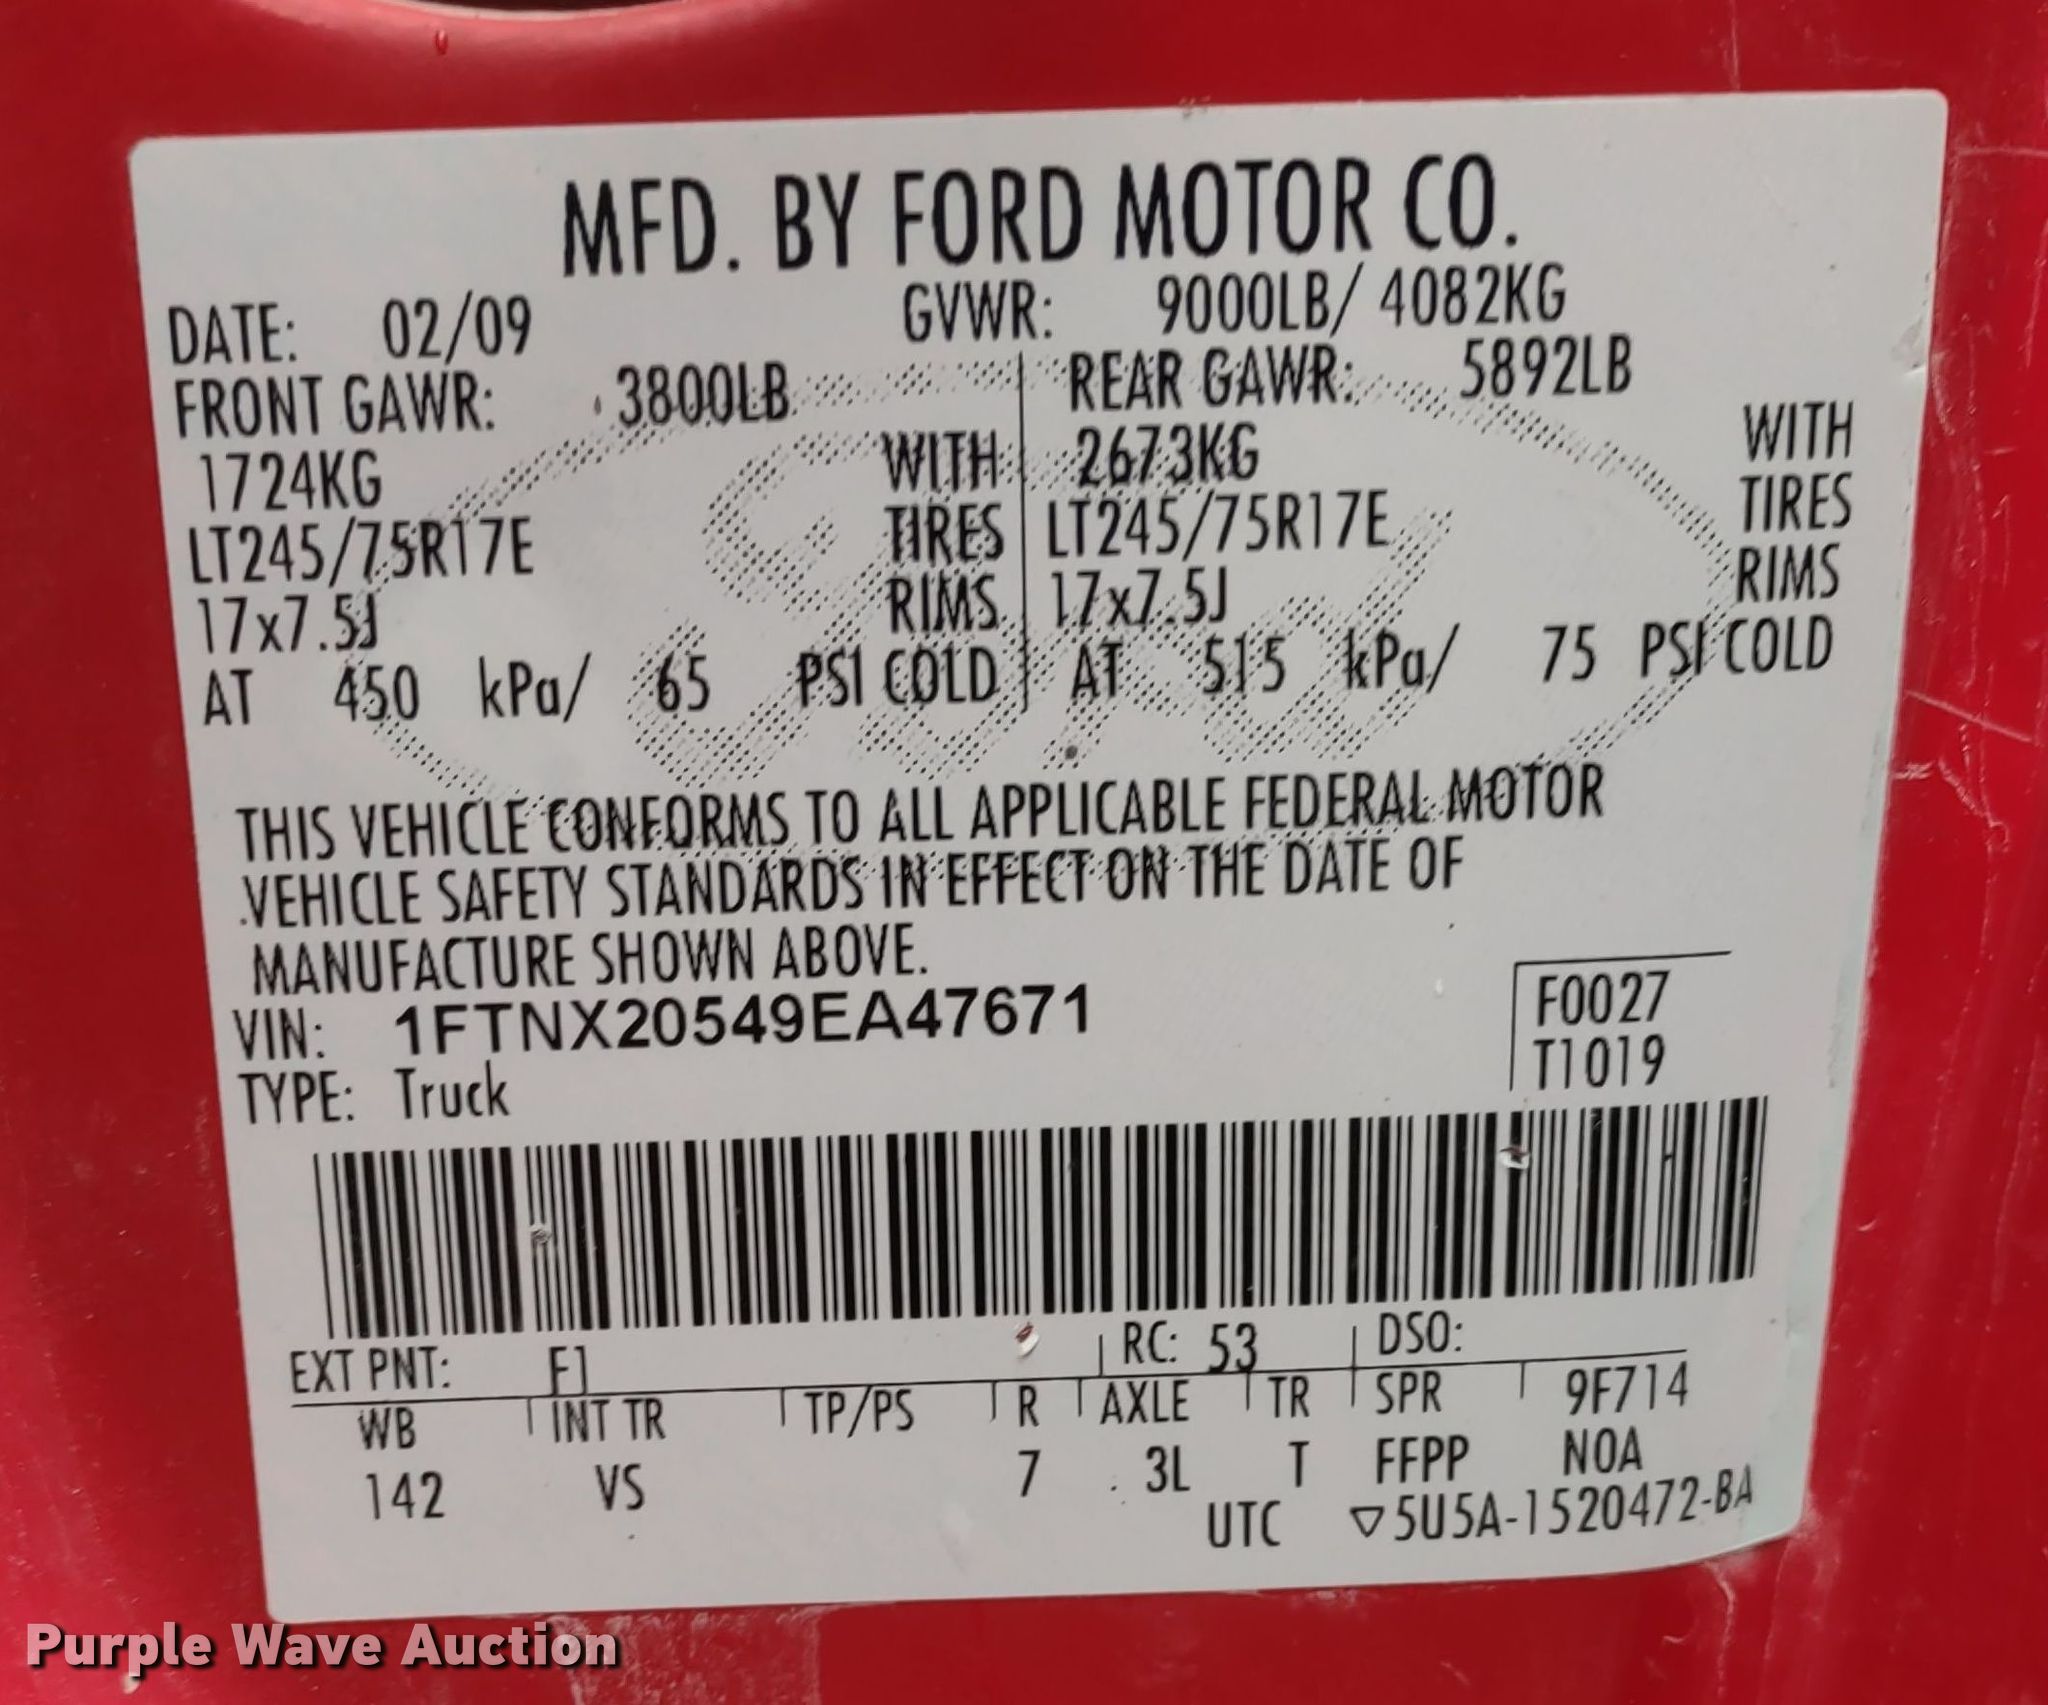 MFD. BY FORD MOTOR CO.
DATE: 02/09 GVWR: 9000LB/ 4082KG
FRONT GAWR: 3800LB REAR GAWR: 5892LB
1724KG WITH 2673KG WITH
LT245/75R17E TIRES LT245/75R17E TIRES
17x7.5J RIMS 17x7.5J RIMS
AT 450 kPa/ 65 PSI COLD AT 515 kPa/ 75 PSI COLD
THIS VEHICLE CONFORMS TO ALL APPLICABLE FEDERAL MOTOR
VEHICLE SAFETY STANDARDS IN EFFECT ON THE DATE OF
MANUFACTURE SHOWN ABOVE.
VIN: 1FTNX20549EA47671 F0027
TYPE: Truck T1019
EXT PNT: F1 RC: 53 DSO:
WB INT TR TP/PS R AXLE TR SPR 9F714
142 VS 7 3L T FFPP NOA
UTC ▽5U5A-1520472-BA
Ford
Purple Wave Auction